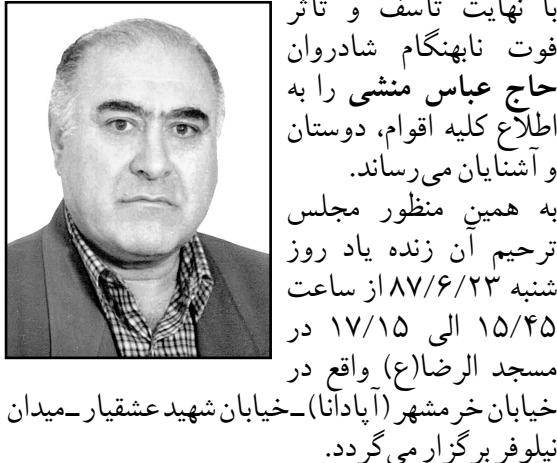 با نهایت تاسف و تاثر
فوت نابهنگام شادروان
حاج عباس منشی را به
اطلاع کلیه اقوام، دوستان
و آشنایان می‌رساند.
به همین منظور مجلس
ترحیم آن زنده یاد روز
شنبه ۸۷/۶/۲۳ از ساعت
۱۵/۴۵ الی ۱۷/۱۵ در
مسجد الرضا(ع) واقع در
خیابان خرمشهر (آپادانا) ــ خیابان شهید عشقیار ــ میدان
نیلوفر برگزار می‌گردد.